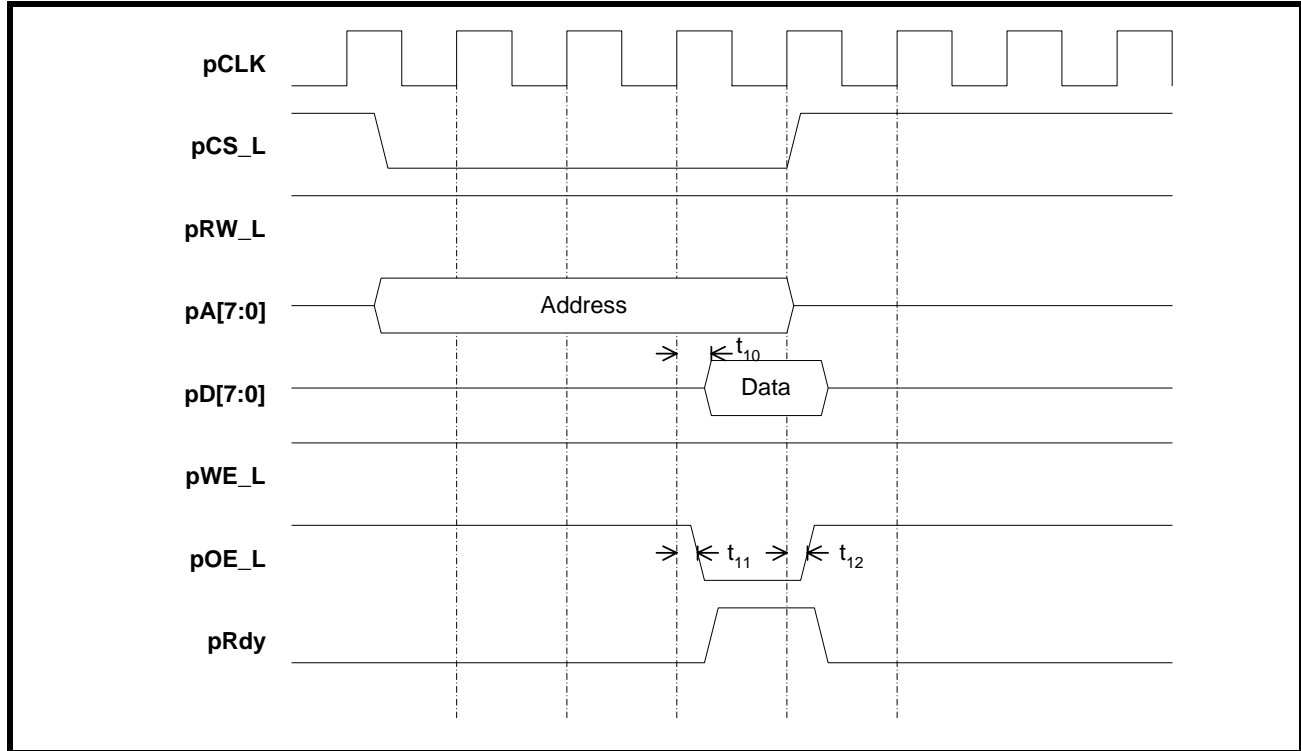 pCLK
pCS_L
pRW_L
pA[7:0]
Address
t10
pD[7:0]
Data
pWE_L
pOE_L
t11
t12
pRdy